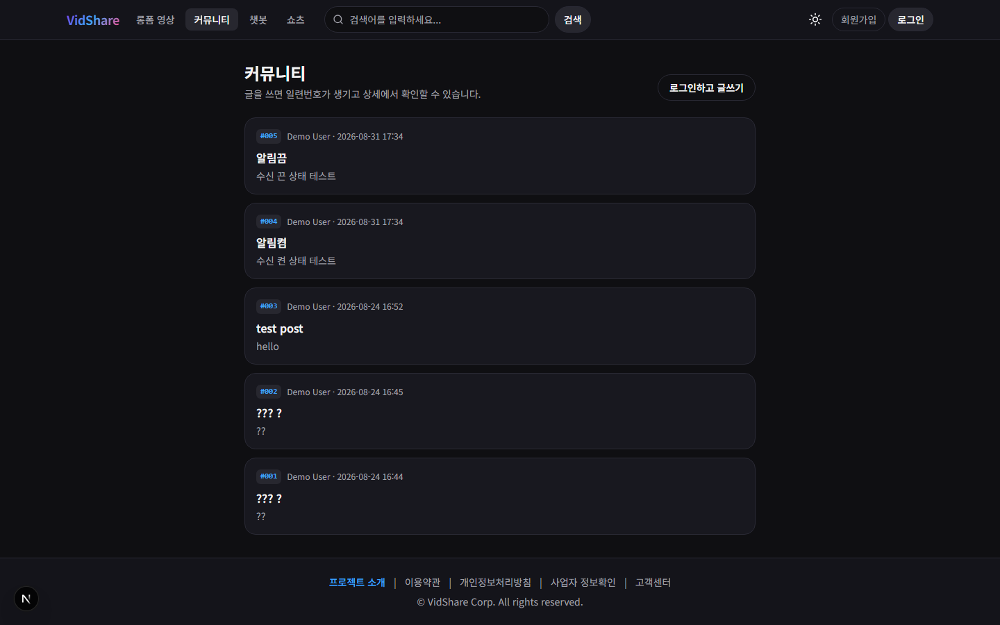 VidShare 롱폼 영상 커뮤니티 챗봇 쇼츠 검색어를 입력하세요... 검색 회원가입 로그인
커뮤니티
글을 쓰면 일련번호가 생기고 상세에서 확인할 수 있습니다.
로그인하고 글쓰기
#005 Demo User · 2026-08-31 17:34
알림끔
수신 끈 상태 테스트
#004 Demo User · 2026-08-31 17:34
알림켬
수신 켠 상태 테스트
#003 Demo User · 2026-08-24 16:52
test post
hello
#002 Demo User · 2026-08-24 16:45
??? ?
??
#001 Demo User · 2026-08-24 16:44
??? ?
??
프로젝트 소개 | 이용약관 | 개인정보처리방침 | 사업자 정보확인 | 고객센터
© VidShare Corp. All rights reserved.
N